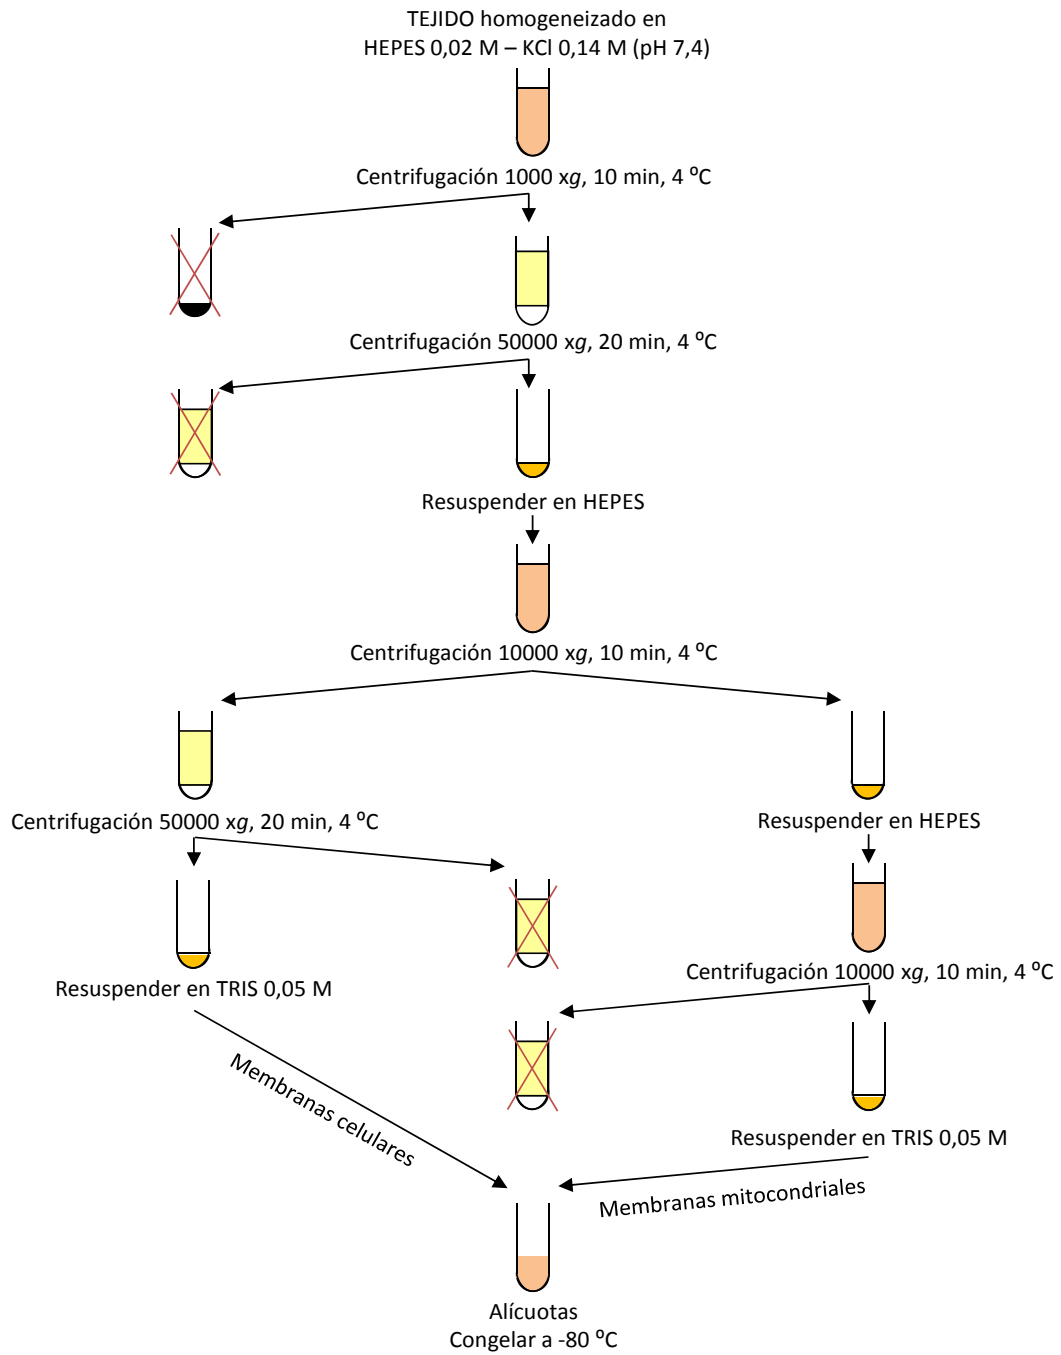 TEJIDO homogeneizado en
HEPES 0,02 M – KCl 0,14 M (pH 7,4)
Centrifugación 1000 xg, 10 min, 4 ºC
Centrifugación 50000 xg, 20 min, 4 ºC
Resuspender en HEPES
Centrifugación 10000 xg, 10 min, 4 ºC
Centrifugación 50000 xg, 20 min, 4 ºC
Resuspender en HEPES
Resuspender en TRIS 0,05 M
Centrifugación 10000 xg, 10 min, 4 ºC
Membranas celulares
Resuspender en TRIS 0,05 M
Membranas mitocondriales
Alícuotas
Congelar a -80 ºC